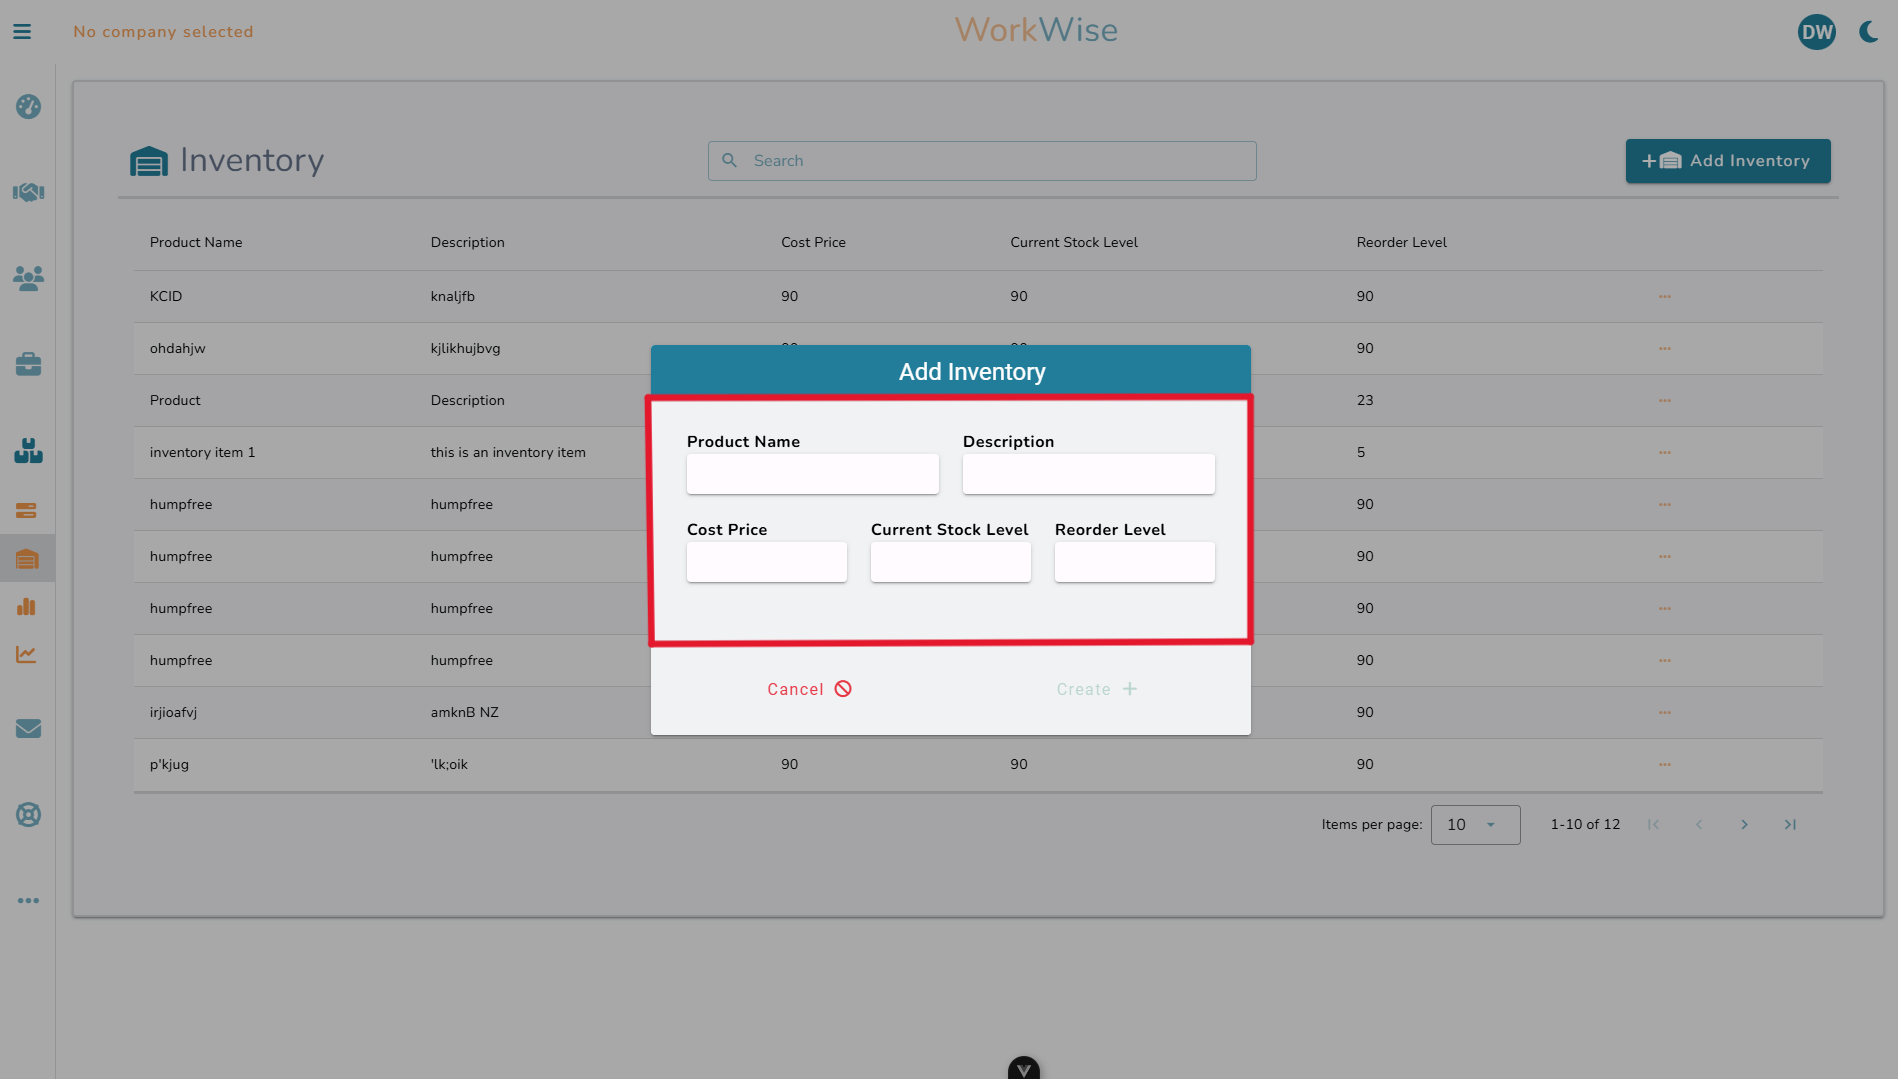 No company selected
WorkWise
DW
Inventory
Search
Add Inventory
Product Name Description Cost Price Current Stock Level Reorder Level
KCID knaljfb 90 90 90
ohdahjw kjlikhujbvg 90
Product Description 23
inventory item 1 this is an inventory item 5
humpfree humpfree 90
humpfree humpfree 90
humpfree humpfree 90
humpfree humpfree 90
irjioafvj amknB NZ 90
p'kjug 'lk;oik 90 90 90
Items per page: 10 1-10 of 12
Add Inventory
Product Name Description
Cost Price Current Stock Level Reorder Level
Cancel Create